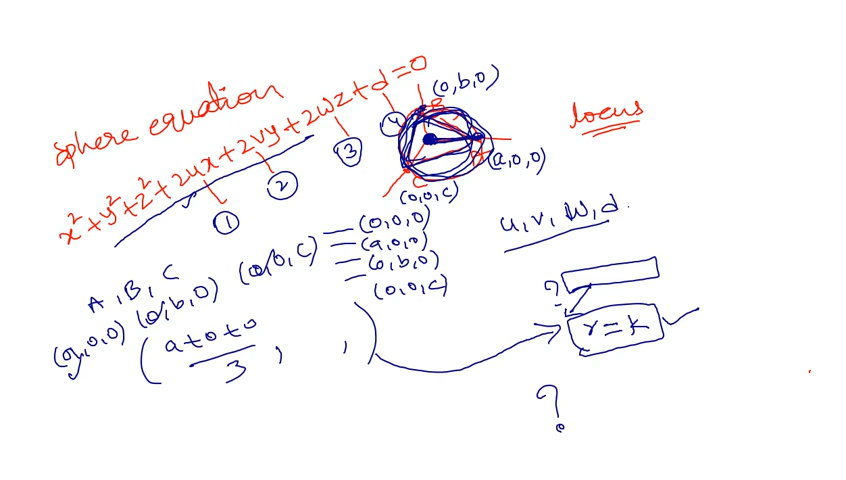 sphere equation
x²+y²+z²+2ux+2vy+2wz+d=0
1
2
3
4
(0,b,0)
B
A
(a,0,0)
C
(0,0,c)
locus
u,v,w,d.
(0,0,0)
(a,0,0)
(0,b,0)
(0,0,c)
A,B,C
(a,0,0) (0,b,0) (0,0,c)
(a+0+0/3, , )
?
r=k
?